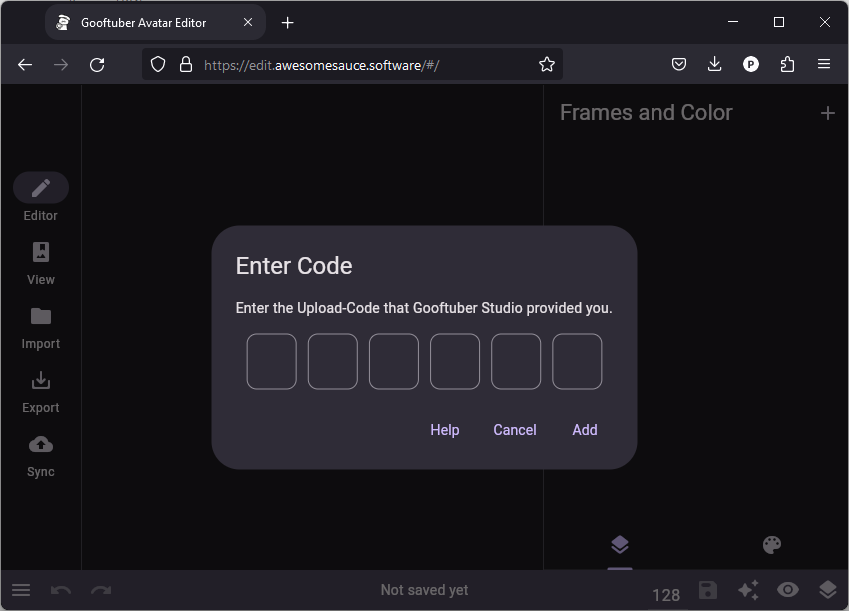 Gooftuber Avatar Editor
https://edit.awesomesauce.software/#/
P
Frames and Color
Editor
View
Import
Export
Sync
Enter Code
Enter the Upload-Code that Gooftuber Studio provided you.
Help Cancel Add
Not saved yet
128